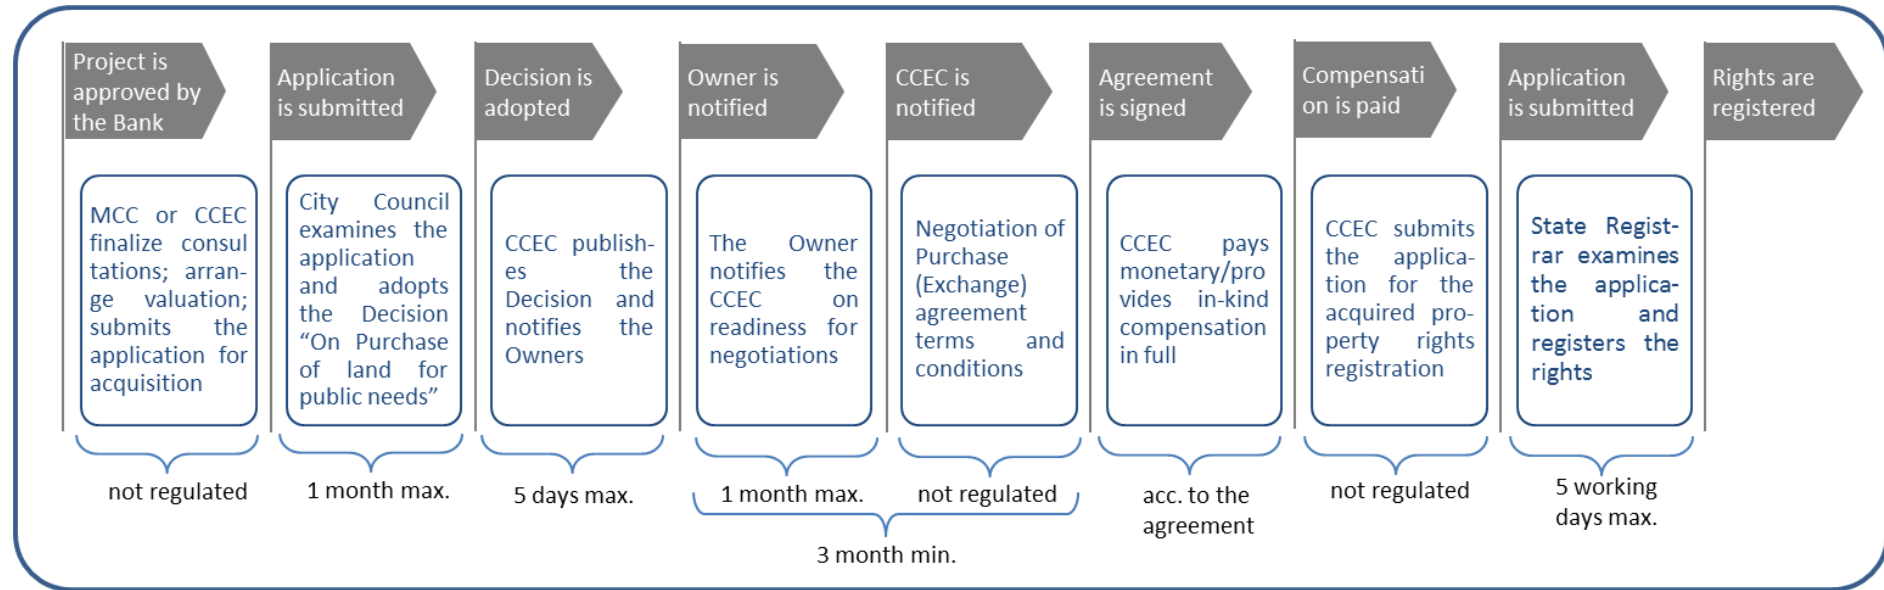 Project is
approved by
the Bank
Application
is submitted
Decision is
adopted
Owner is
notified
CCEC is
notified
Agreement
is signed
Compensati
on is paid
Application
is submitted
Rights are
registered
MCC or CCEC
finalize consul
tations; arran-
ge valuation;
submits the
application for
acquisition
City Council
examines the
application
and adopts
the Decision
“On Purchase
of land for
public needs”
CCEC publish-
es the
Decision and
notifies the
Owners
The Owner
notifies the
CCEC on
readiness for
negotiations
Negotiation of
Purchase
(Exchange)
agreement
terms and
conditions
CCEC pays
monetary/pro
vides in-kind
compensation
in full
CCEC submits
the applica-
tion for the
acquired pro-
perty rights
registration
State Regist-
rar examines
the applica-
tion and
registers the
rights
not regulated
1 month max.
5 days max.
1 month max.
not regulated
acc. to the
agreement
not regulated
5 working
days max.
3 month min.